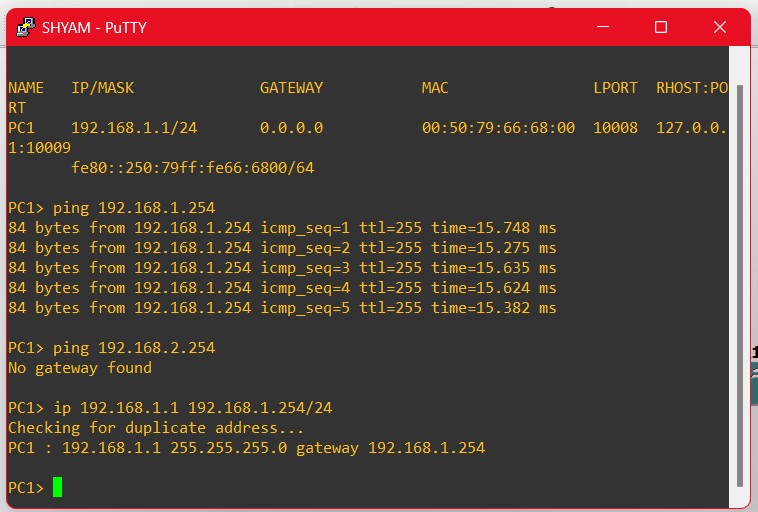 SHYAM - PuTTY
NAME   IP/MASK              GATEWAY           MAC                LPORT  RHOST:PO
RT
PC1    192.168.1.1/24       0.0.0.0           00:50:79:66:68:00  10008  127.0.0.
1:10009
       fe80::250:79ff:fe66:6800/64
PC1> ping 192.168.1.254
84 bytes from 192.168.1.254 icmp_seq=1 ttl=255 time=15.748 ms
84 bytes from 192.168.1.254 icmp_seq=2 ttl=255 time=15.275 ms
84 bytes from 192.168.1.254 icmp_seq=3 ttl=255 time=15.635 ms
84 bytes from 192.168.1.254 icmp_seq=4 ttl=255 time=15.624 ms
84 bytes from 192.168.1.254 icmp_seq=5 ttl=255 time=15.382 ms
PC1> ping 192.168.2.254
No gateway found
PC1> ip 192.168.1.1 192.168.1.254/24
Checking for duplicate address...
PC1 : 192.168.1.1 255.255.255.0 gateway 192.168.1.254
PC1>